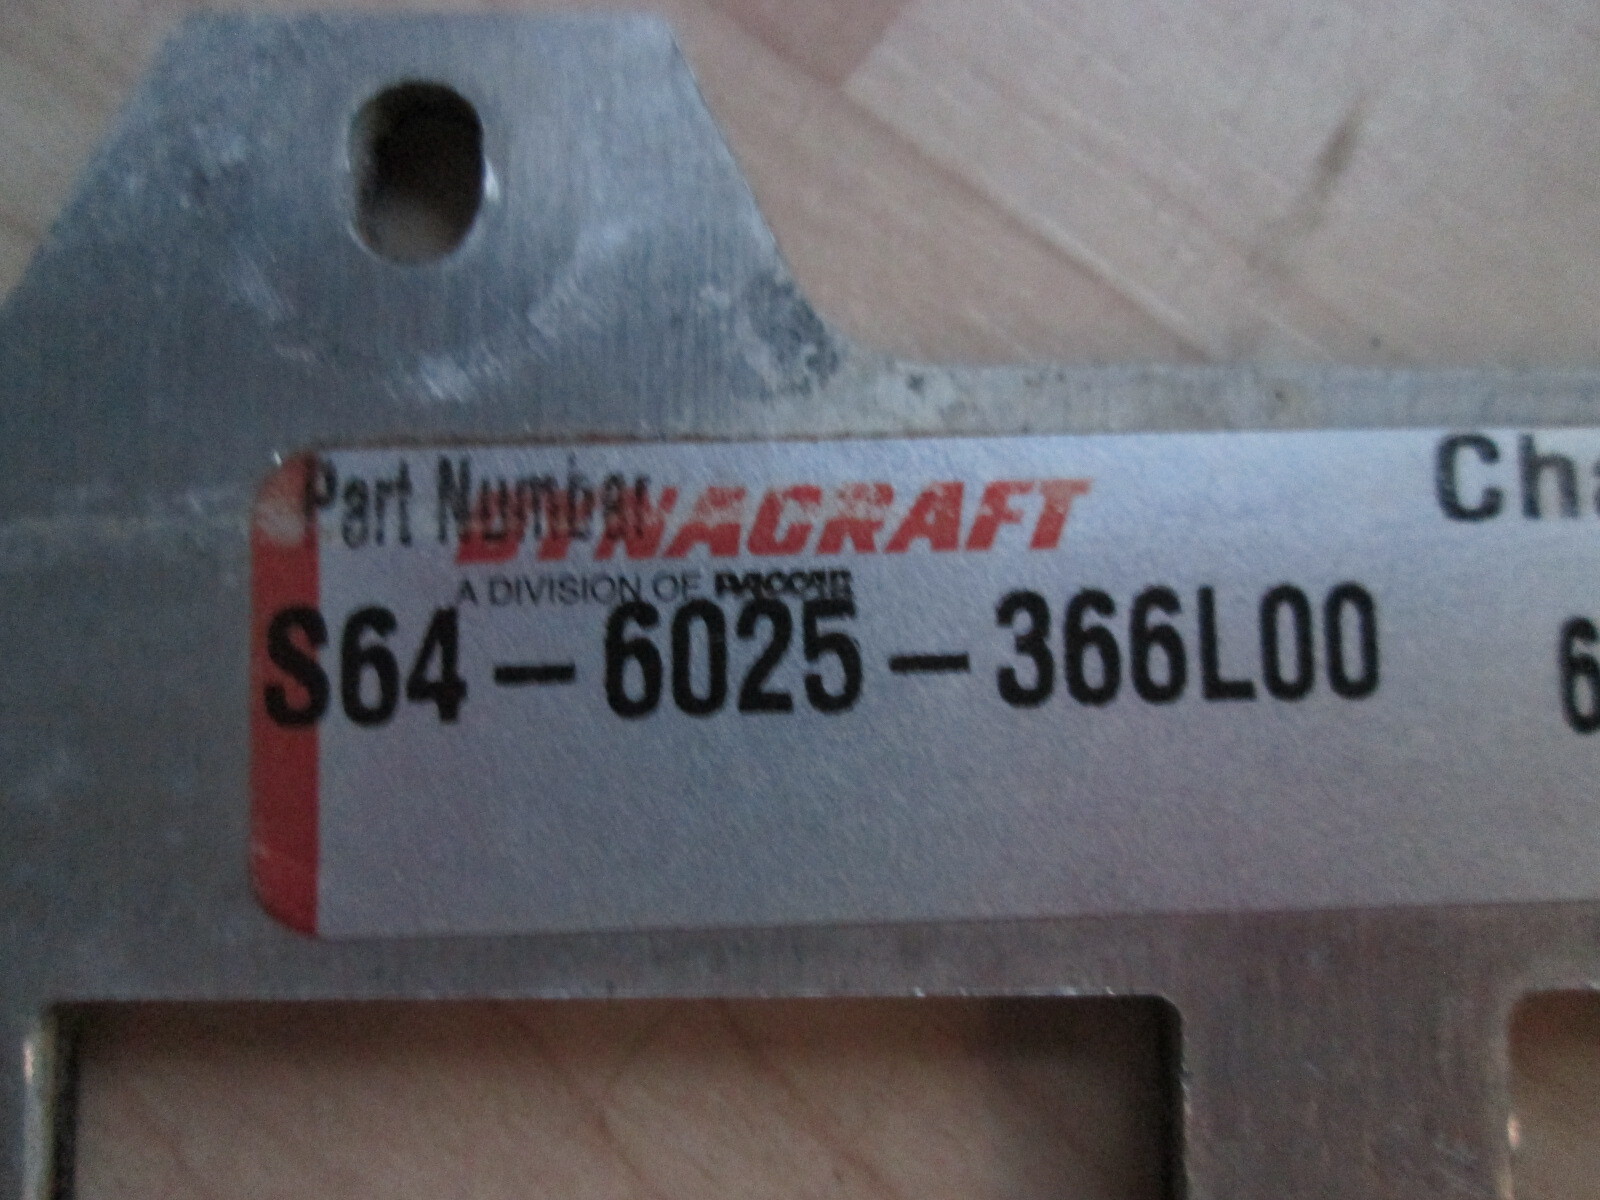 Part Number
DYNACRAFT
A DIVISION OF PACCAR
Cha
S64-6025-366L00
6